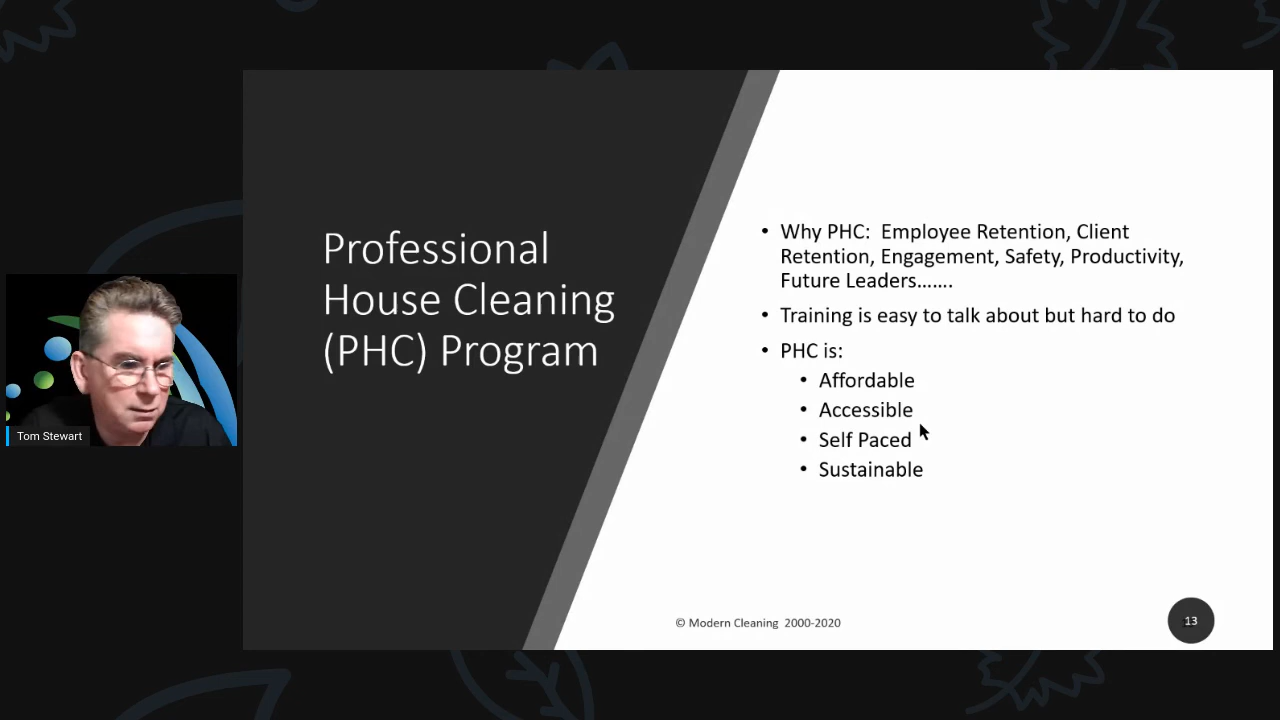 Professional
House Cleaning
(PHC) Program
• Why PHC:  Employee Retention, Client
Retention, Engagement, Safety, Productivity,
Future Leaders…….
• Training is easy to talk about but hard to do
• PHC is:
• Affordable
• Accessible
• Self Paced
• Sustainable
Tom Stewart
© Modern Cleaning  2000-2020
13